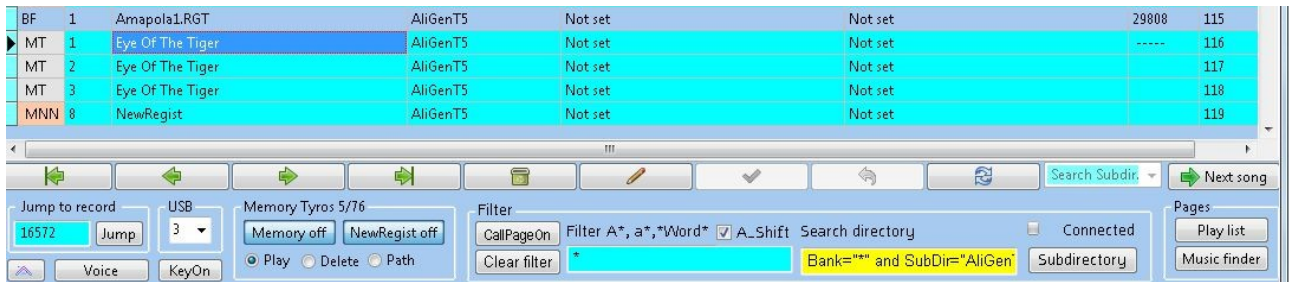 BF 1 Amapola1.RGT AliGenT5 Not set Not set 29808 115
MT 1 Eye Of The Tiger AliGenT5 Not set Not set ----- 116
MT 2 Eye Of The Tiger AliGenT5 Not set Not set 117
MT 3 Eye Of The Tiger AliGenT5 Not set Not set 118
MNN 8 NewRegist AliGenT5 Not set Not set 119
Search Subdir. Next song
Jump to record USB Memory Tyros 5/76 Filter Pages
16572 Jump 3 Memory off NewRegist off CallPageOn Filter A*, a*,*Word* A_Shift Search directory Connected Play list
Voice KeyOn Play Delete Path Clear filter * Bank="*" and SubDir="AliGenT Subdirectory Music finder